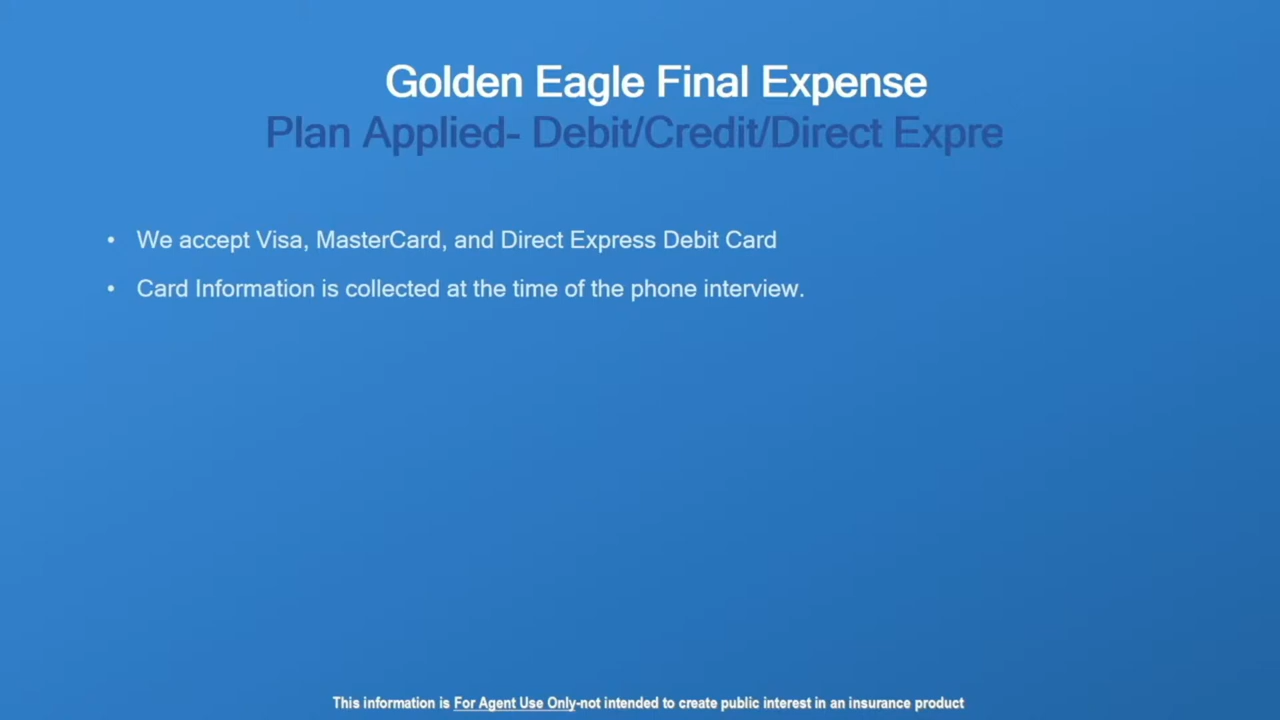 Golden Eagle Final Expense
Plan Applied- Debit/Credit/Direct Expre
• We accept Visa, MasterCard, and Direct Express Debit Card
• Card Information is collected at the time of the phone interview.
This information is For Agent Use Only-not intended to create public interest in an insurance product